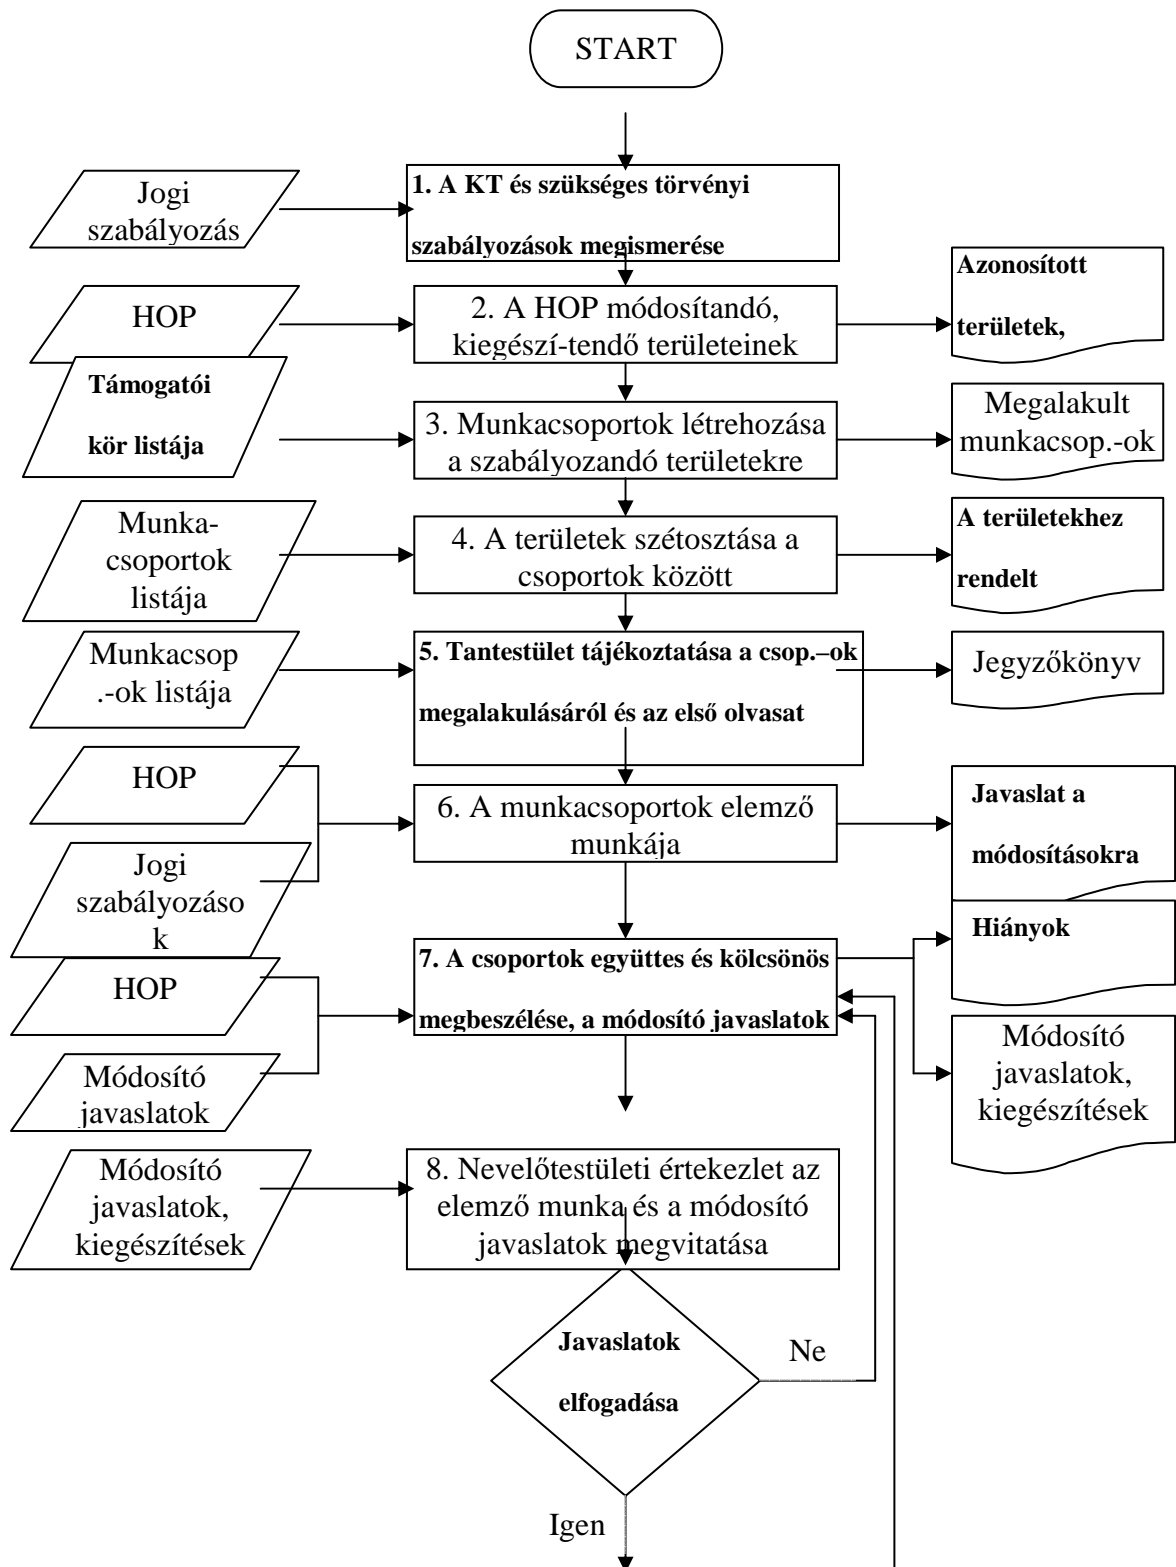 START
Jogi
szabályozás
1. A KT és szükséges törvényi
szabályozások megismerése
HOP
2. A HOP módosítandó,
kiegészí-tendő területeinek
Azonosított
területek,
Támogatói
kör listája
3. Munkacsoportok létrehozása
a szabályozandó területekre
Megalakult
munkacsop.-ok
Munka-
csoportok
listája
4. A területek szétosztása a
csoportok között
A területekhez
rendelt
Munkacsop
.-ok listája
5. Tantestület tájékoztatása a csop.–ok
megalakulásáról és az első olvasat
Jegyzőkönyv
HOP
Jogi
szabályozáso
k
6. A munkacsoportok elemző
munkája
Javaslat a
módosításokra
HOP
Módosító
javaslatok
7. A csoportok együttes és kölcsönös
megbeszélése, a módosító javaslatok
Hiányok
Módosító
javaslatok,
kiegészítések
Módosító
javaslatok,
kiegészítések
8. Nevelőtestületi értekezlet az
elemző munka és a módosító
javaslatok megvitatása
Javaslatok
elfogadása
Ne
Igen